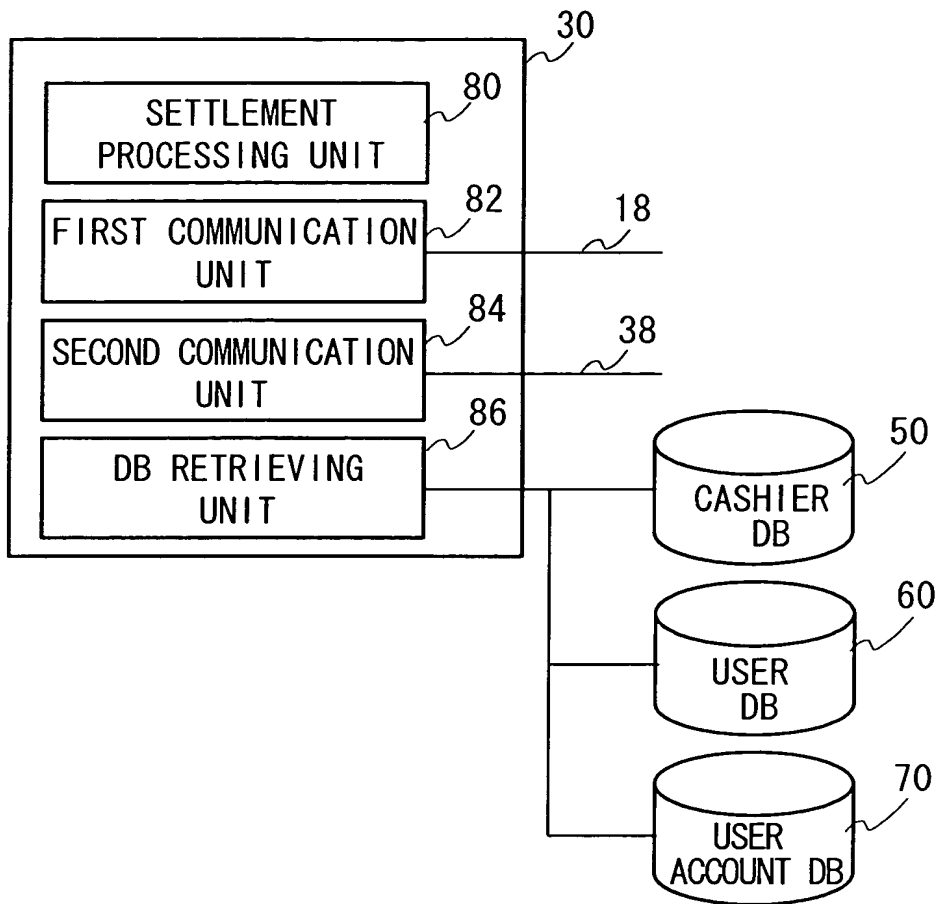 30
80
SETTLEMENT
PROCESSING UNIT
82
FIRST COMMUNICATION
UNIT
18
84
SECOND COMMUNICATION
UNIT
38
86
DB RETRIEVING
UNIT
50
CASHIER
DB
60
USER
DB
70
USER
ACCOUNT DB